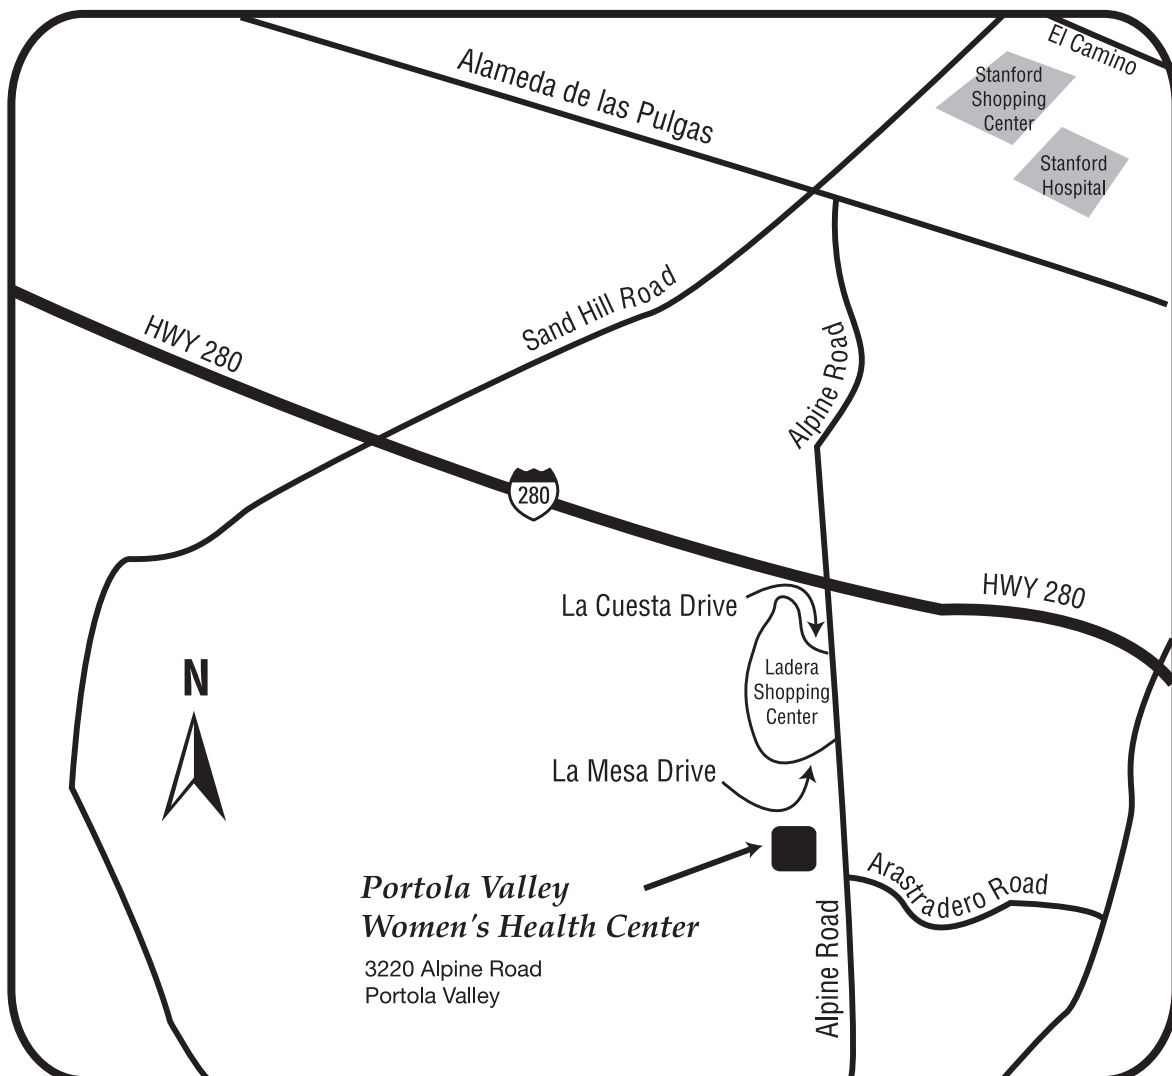 El Camino
Alameda de las Pulgas
Stanford
Shopping
Center
Stanford
Hospital
Sand Hill Road
HWY 280
Alpine Road
280
HWY 280
La Cuesta Drive
Ladera
Shopping
Center
N
La Mesa Drive
Portola Valley
Women's Health Center
3220 Alpine Road
Portola Valley
Arastradero Road
Alpine Road